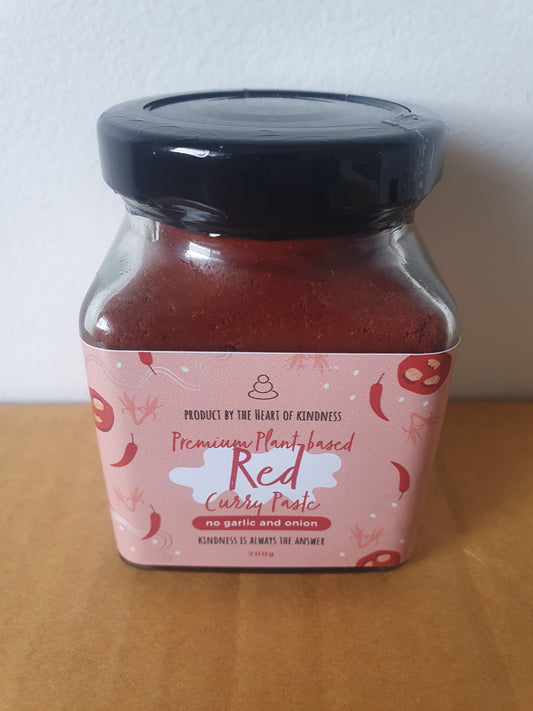 PRODUCT BY THE HEART OF KINDNESS
Premium Plant-based
Red
Curry Paste
no garlic and onion
KINDNESS IS ALWAYS THE ANSWER
200g